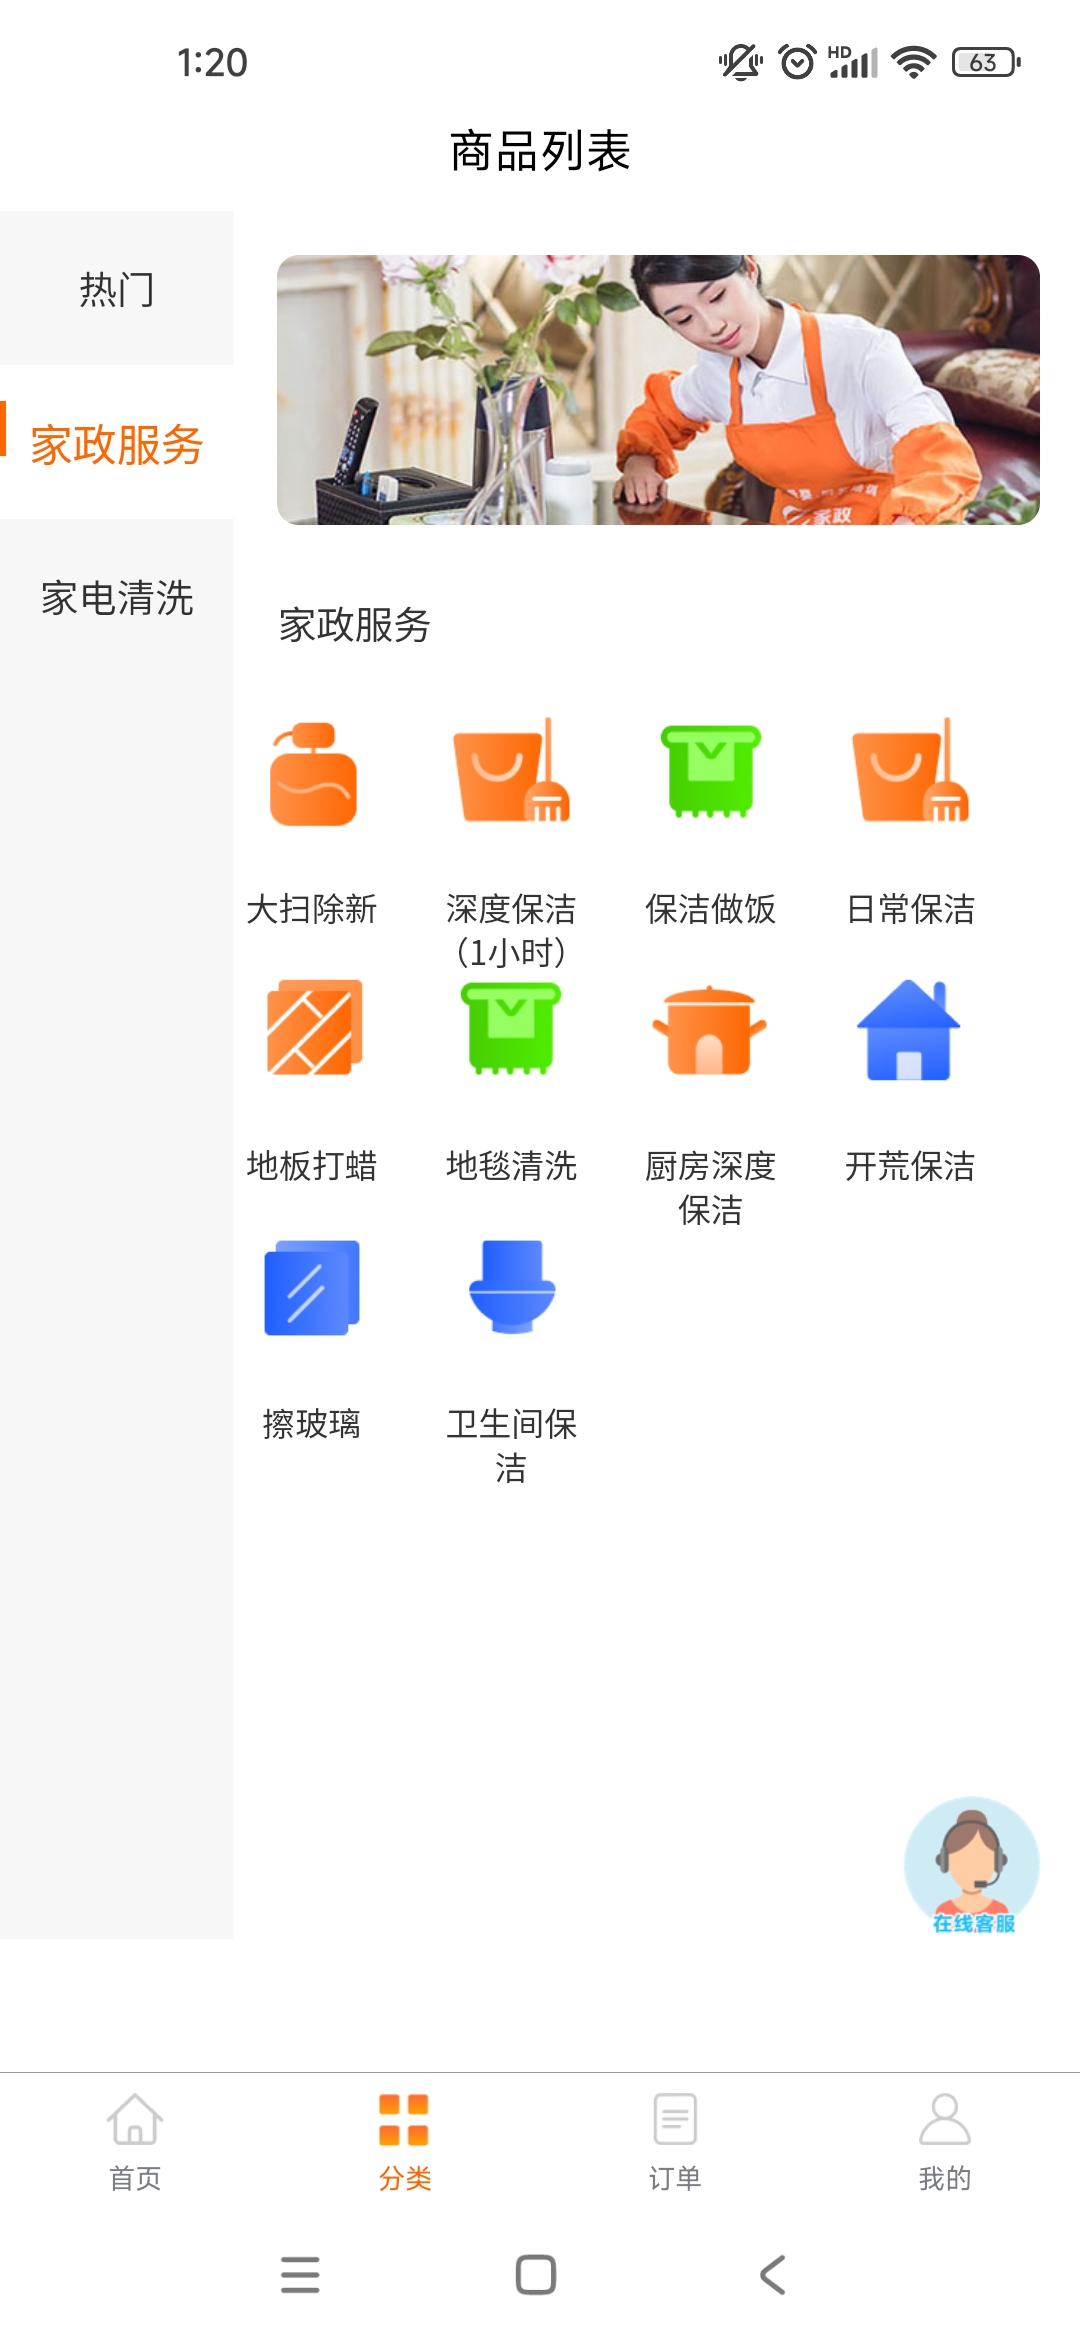 1:20
HD
63
商品列表
热门
家政服务
家电清洗
家政
家政服务
大扫除新
深度保洁
（1小时）
保洁做饭
日常保洁
地板打蜡
地毯清洗
厨房深度
保洁
开荒保洁
擦玻璃
卫生间保
洁
在线客服
首页
分类
订单
我的